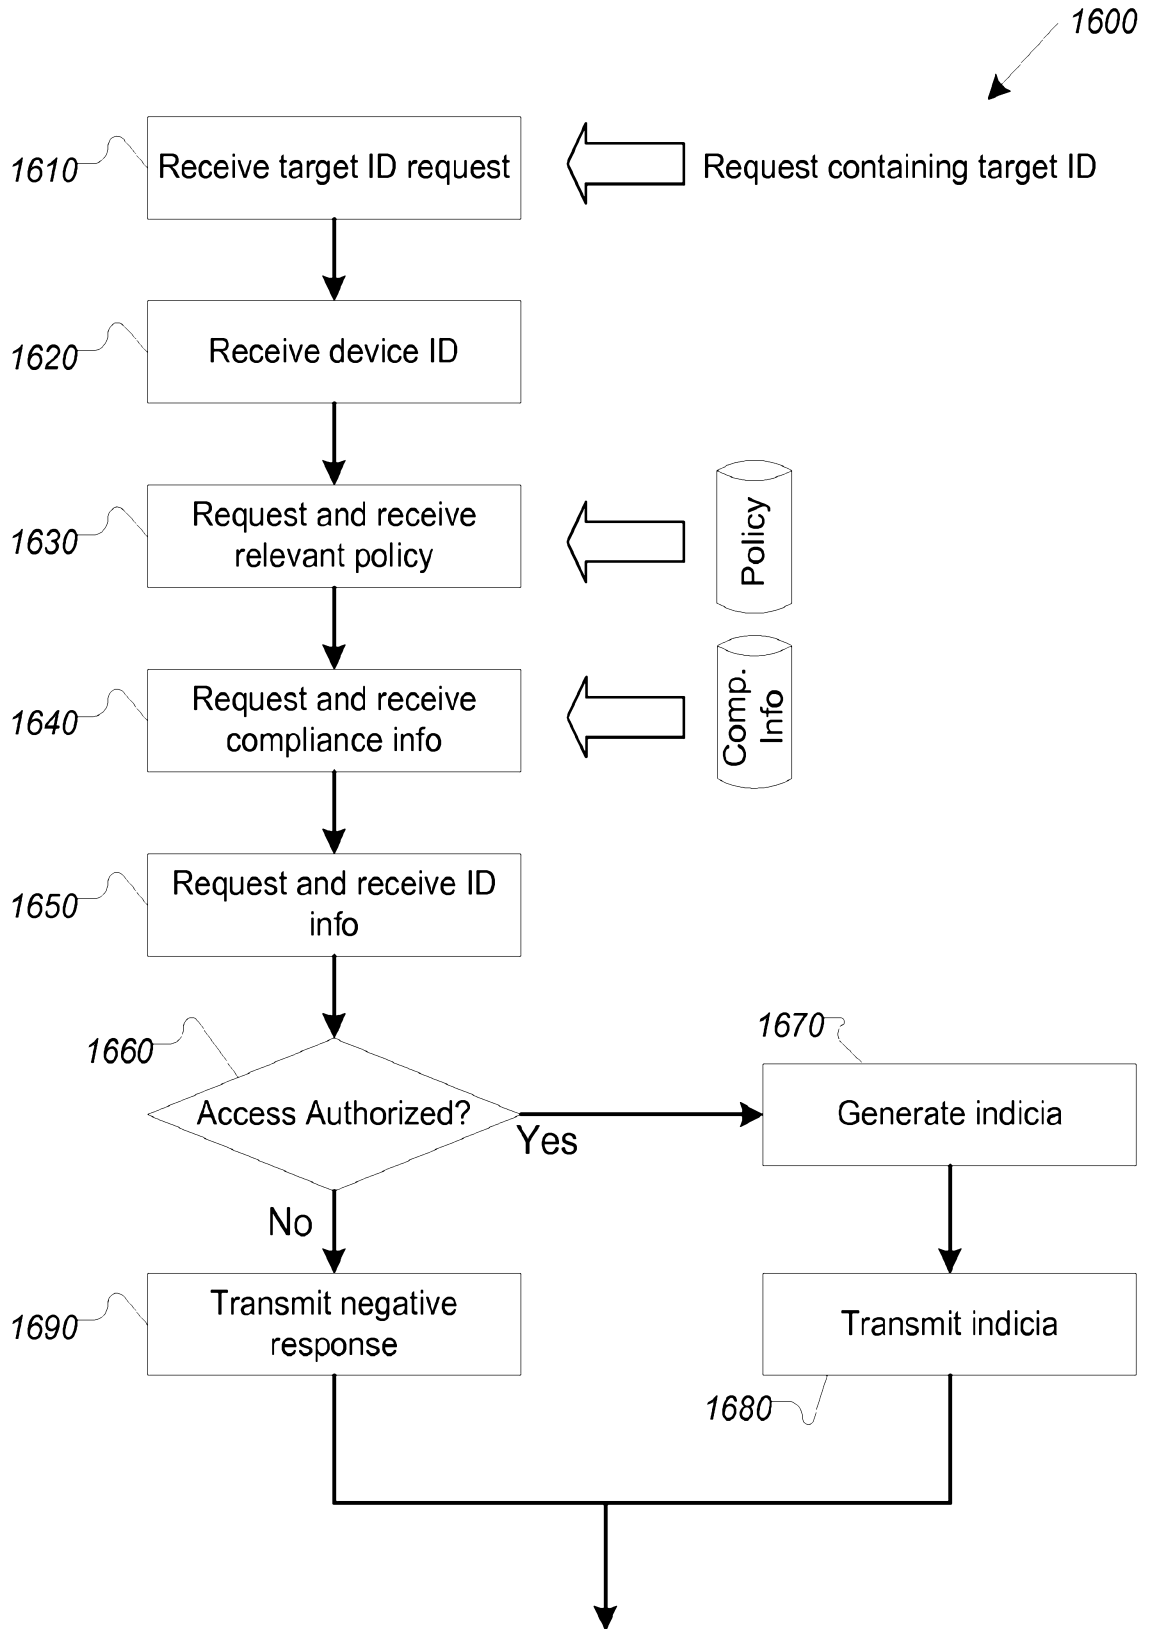 1600
1610
Receive target ID request
Request containing target ID
1620
Receive device ID
1630
Request and receive
relevant policy
Policy
1640
Request and receive
compliance info
Comp.
Info
1650
Request and receive ID
info
1660
Access Authorized?
Yes
No
1670
Generate indicia
1690
Transmit negative
response
Transmit indicia
1680